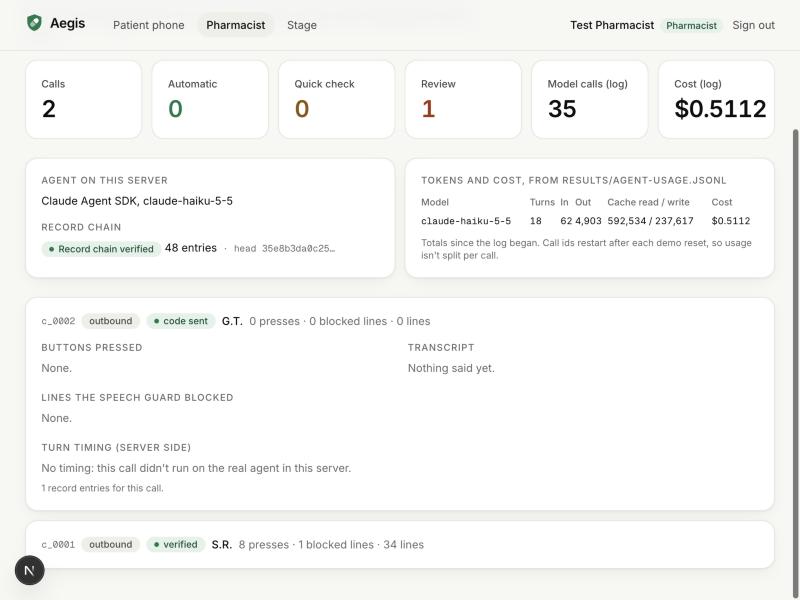 Aegis Patient phone Pharmacist Stage Test Pharmacist Pharmacist Sign out
Calls Automatic Quick check Review Model calls (log) Cost (log)
2 0 0 1 35 $0.5112
AGENT ON THIS SERVER
Claude Agent SDK, claude-haiku-5-5
RECORD CHAIN
Record chain verified 48 entries · head 35e8b3da0c25…
TOKENS AND COST, FROM RESULTS/AGENT-USAGE.JSONL
Model Turns In Out Cache read / write Cost
claude-haiku-5-5 18 62 4,903 592,534 / 237,617 $0.5112
Totals since the log began. Call ids restart after each demo reset, so usage
isn't split per call.
c_0002 outbound code sent G.T. 0 presses · 0 blocked lines · 0 lines
BUTTONS PRESSED
None.
LINES THE SPEECH GUARD BLOCKED
None.
TURN TIMING (SERVER SIDE)
No timing: this call didn't run on the real agent in this server.
1 record entries for this call.
TRANSCRIPT
Nothing said yet.
c_0001 outbound verified S.R. 8 presses · 1 blocked lines · 34 lines
N